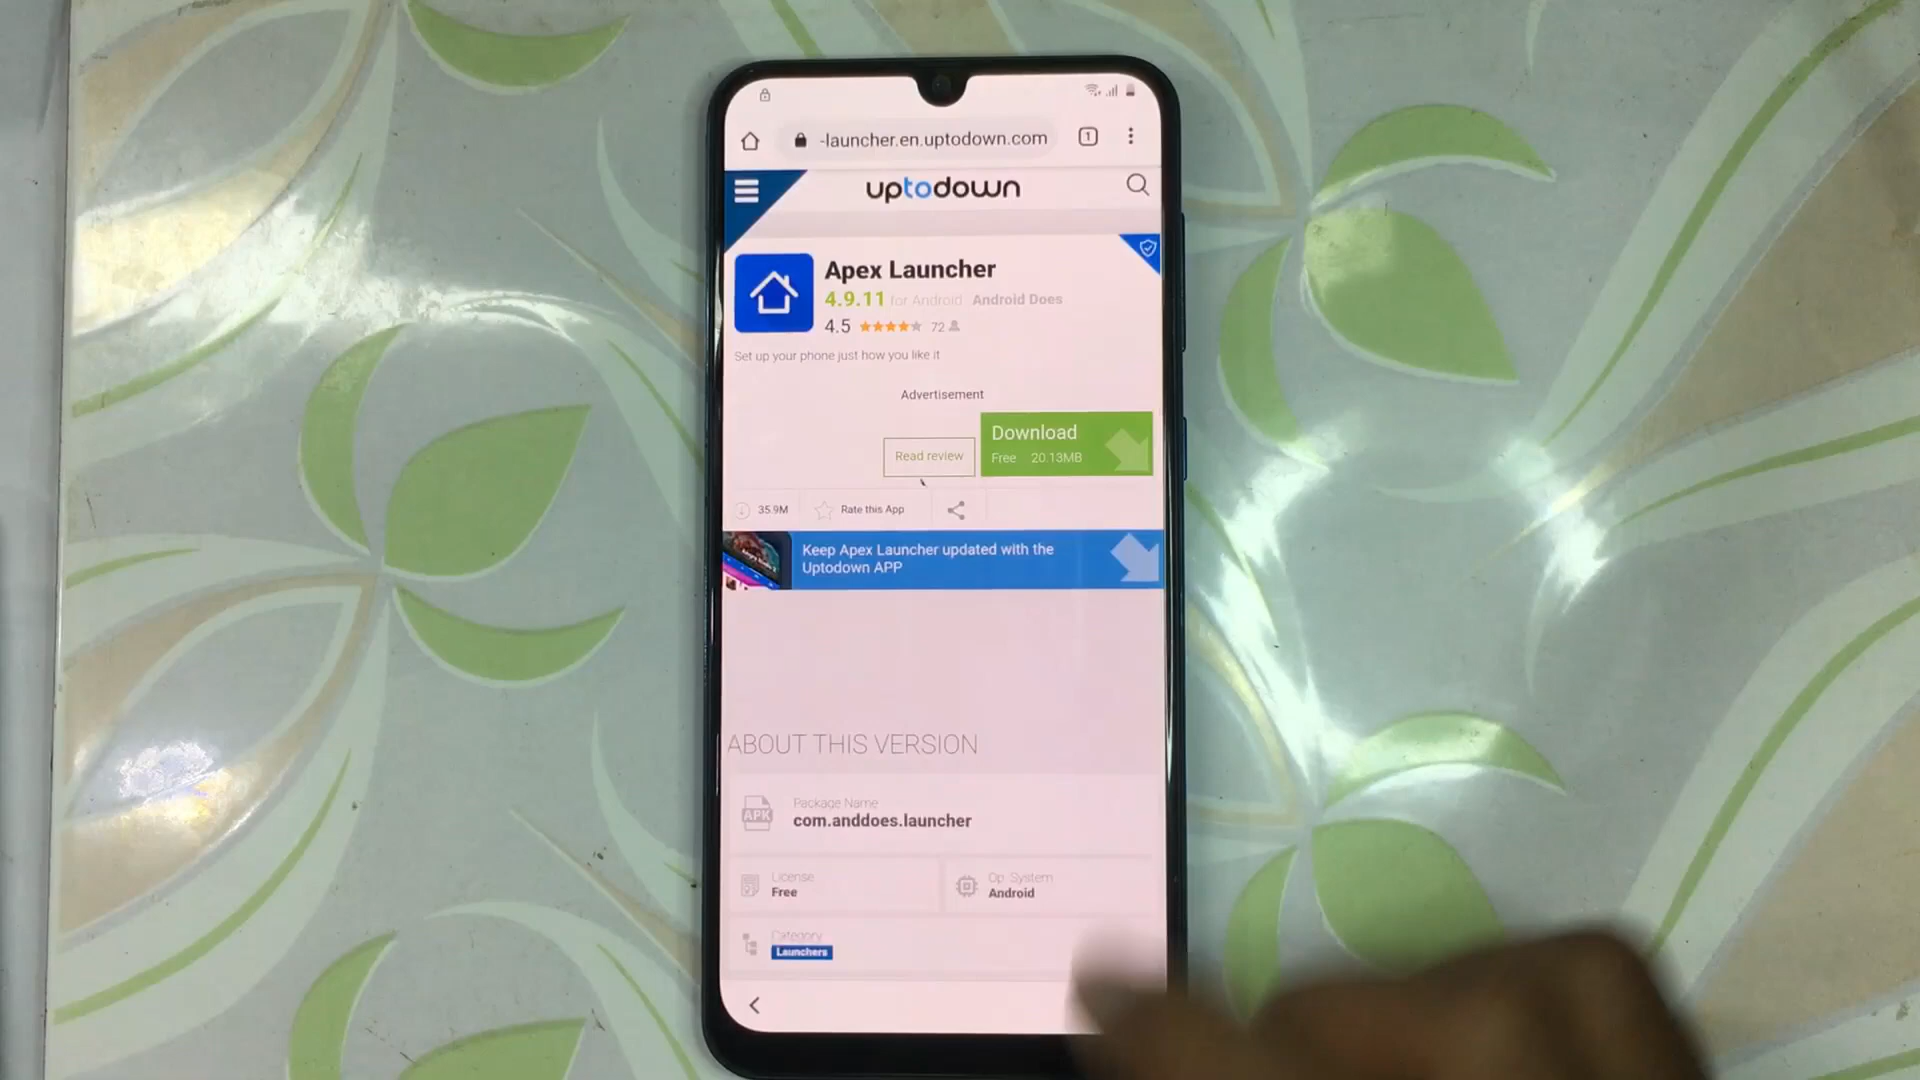 -launcher.en.uptodown.com
1
uptodown
Apex Launcher
4.9.11 for Android Android Does
4.5 72
Set up your phone just how you like it
Advertisement
Read review
Download
Free 20.13MB
35.9M
Rate this App
Keep Apex Launcher updated with the
Uptodown APP
ABOUT THIS VERSION
APK
Package Name
com.anddoes.launcher
License
Free
Op. System
Android
Category
Launchers